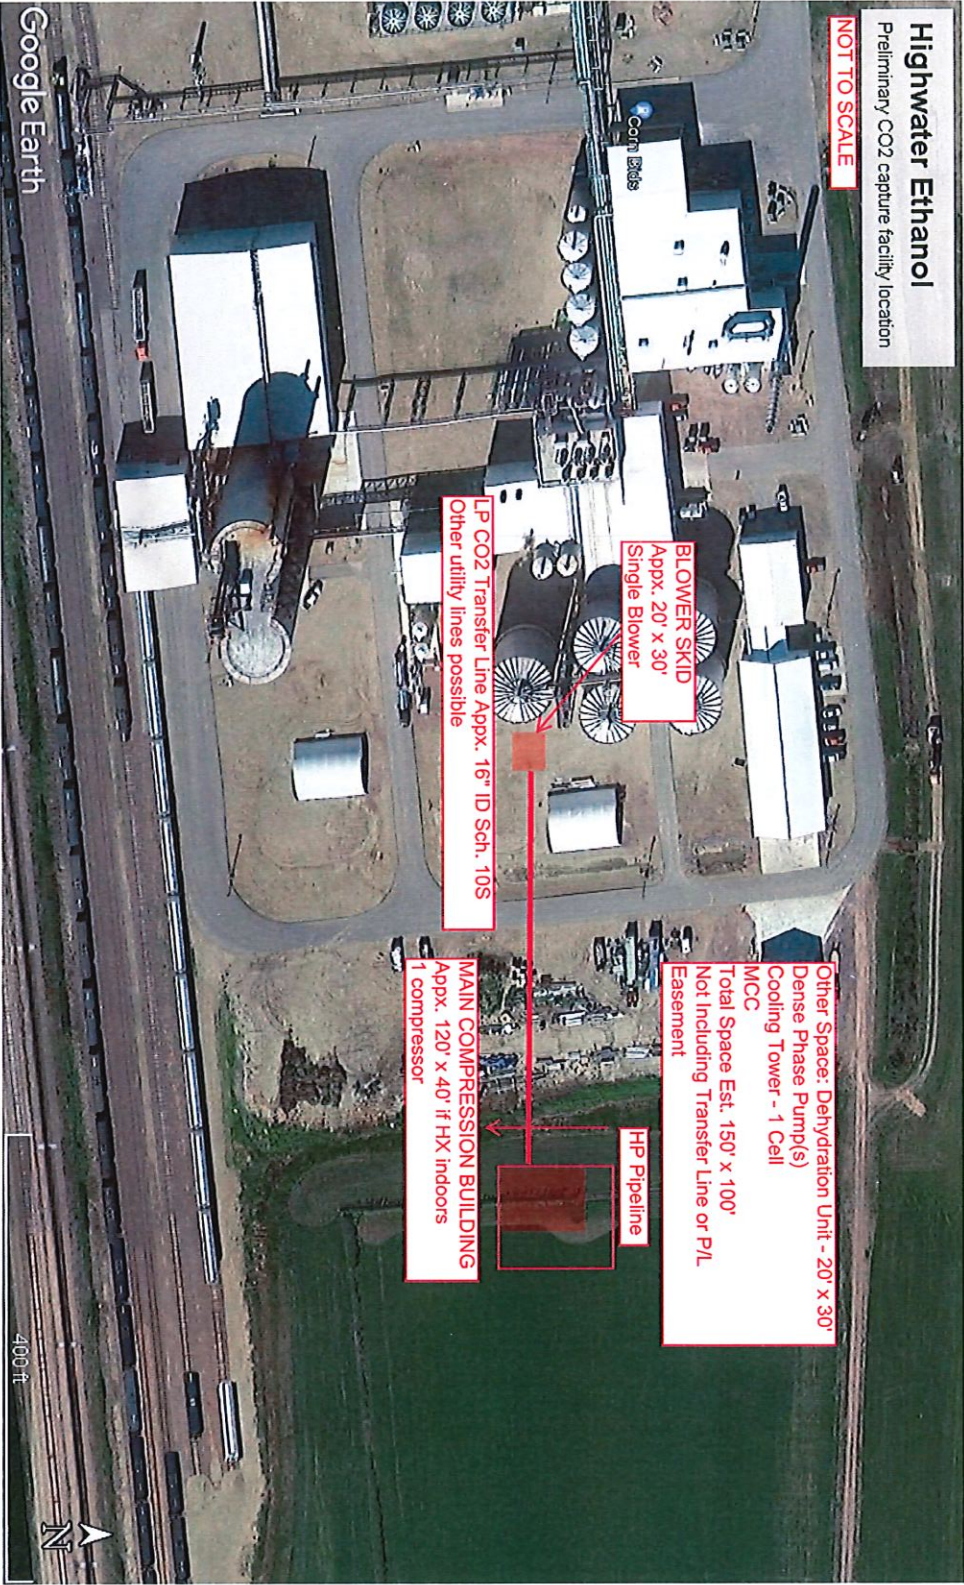 Highwater Ethanol
Preliminary CO2 capture facility location
NOT TO SCALE
Corn Bids
BLOWER SKID
Appx. 20' x 30'
Single Blower
Other Space: Dehydration Unit - 20' x 30'
Dense Phase Pump(s)
Cooling Tower - 1 Cell
MCC
Total Space Est. 150' x 100'
Not Including Transfer Line or P/L
Easement
HP Pipeline
LP CO2 Transfer Line Appx. 16" ID Sch. 10S
Other utility lines possible
MAIN COMPRESSION BUILDING
Appx. 120' x 40' if HX indoors
1 compressor
Google Earth
400 ft
N